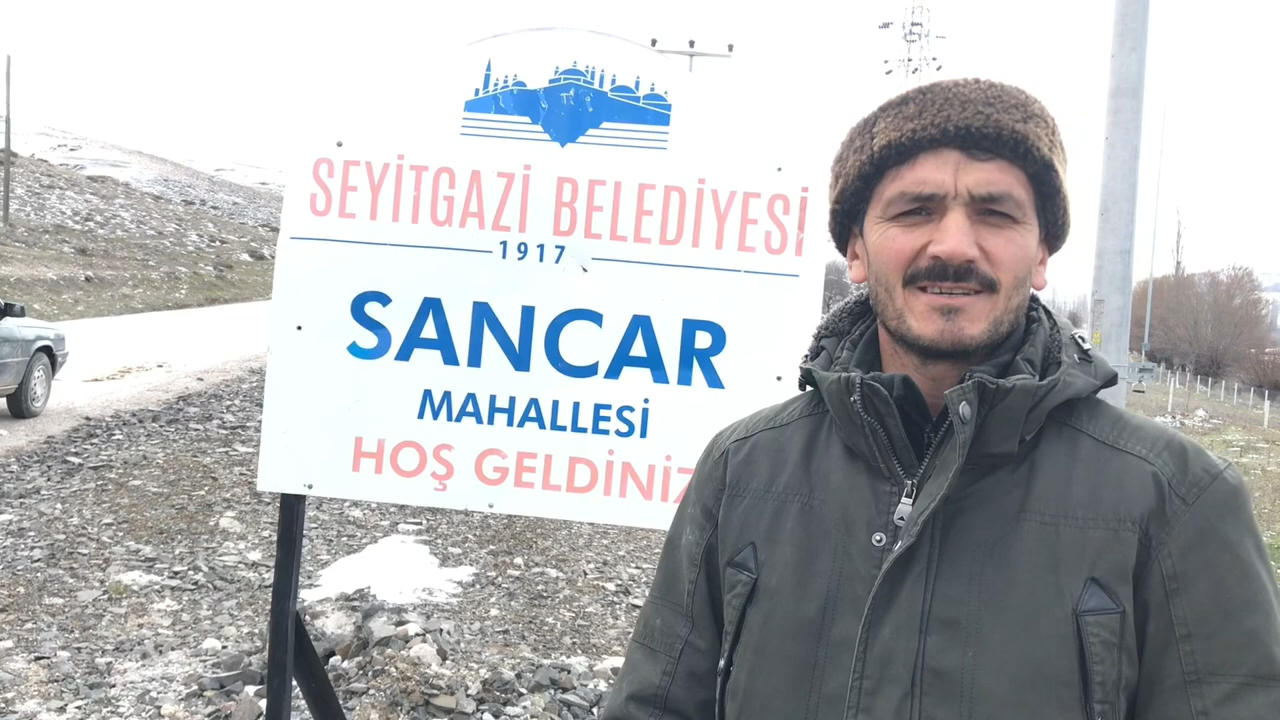 SEYİTGAZİ BELEDİYESİ
1917
SANCAR
MAHALLESİ
HOŞ GELDİNİZ